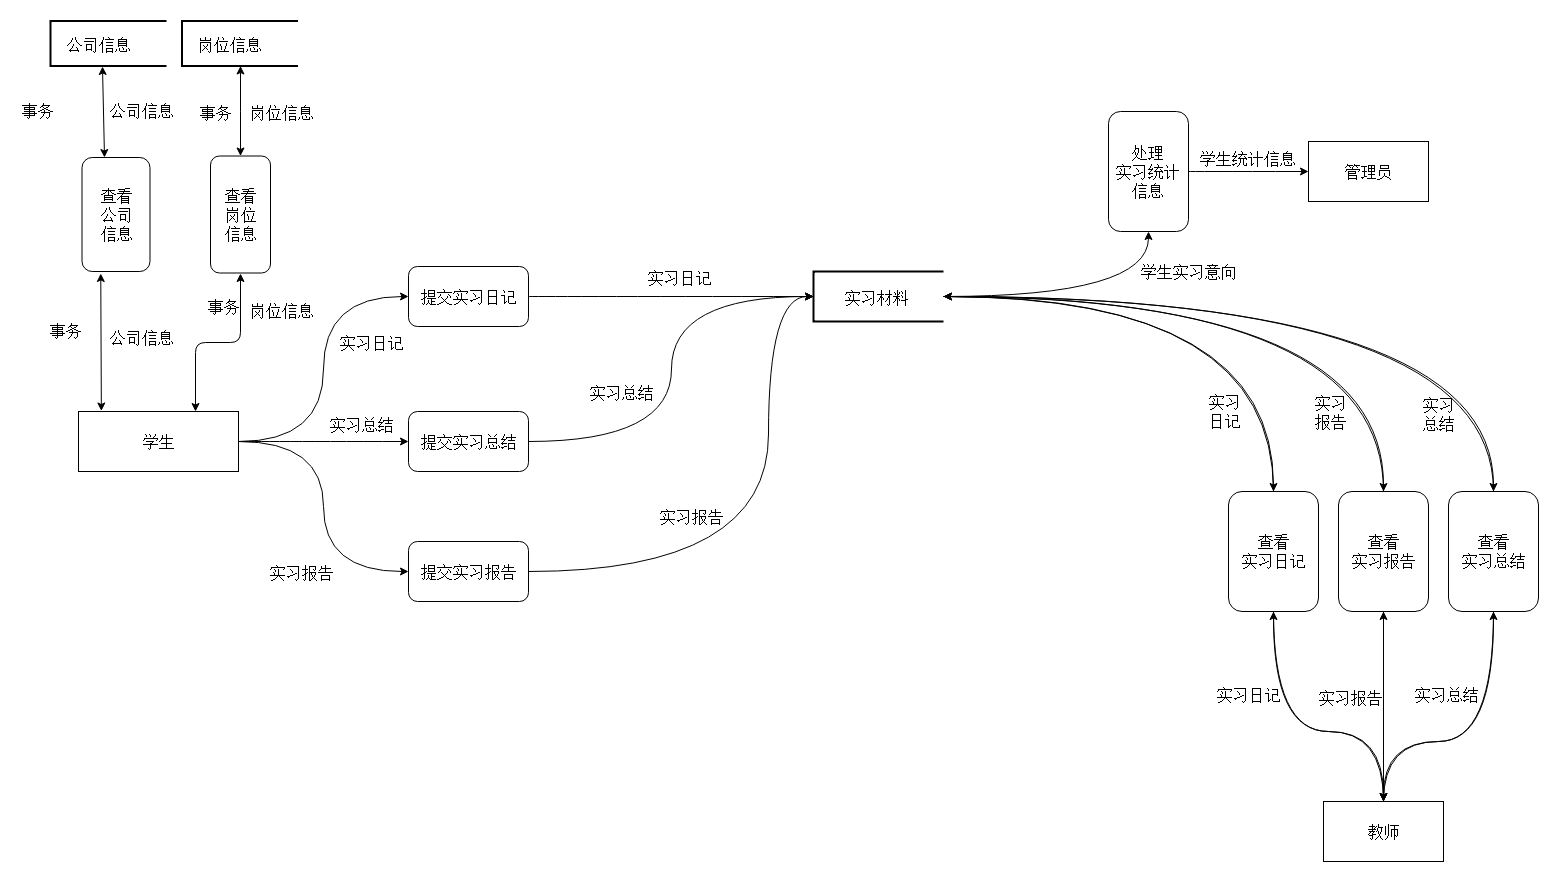 公司信息
岗位信息
事务
公司信息
事务
岗位信息
查看
公司
信息
查看
岗位
信息
事务
公司信息
事务
岗位信息
学生
实习日记
实习总结
实习报告
提交实习日记
提交实习总结
提交实习报告
实习日记
实习总结
实习报告
实习材料
处理
实习统计
信息
学生统计信息
管理员
学生实习意向
实习
日记
实习
报告
实习
总结
查看
实习日记
查看
实习报告
查看
实习总结
实习日记
实习报告
实习总结
教师